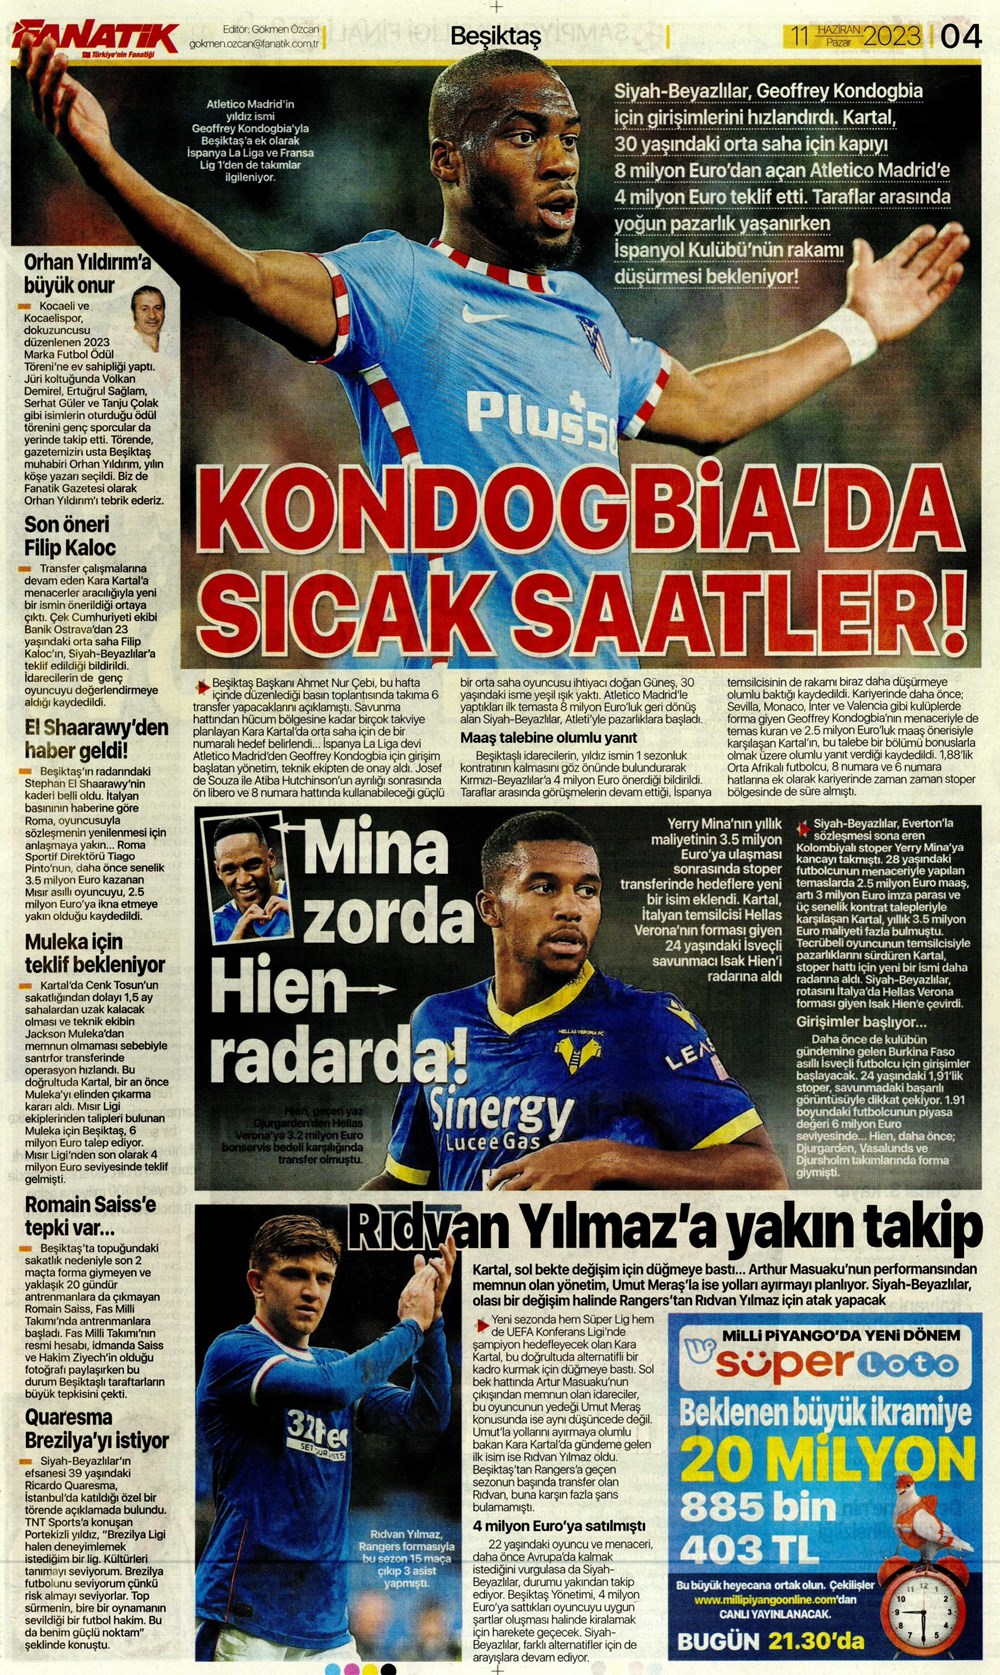 FANATiK
Türkiye'nin Fanatiği
Editör: Gökmen Özcan
gokmen.ozcan@fanatik.com.tr
Beşiktaş
11 HAZİRAN Pazar 2023 04
Atletico Madrid'in
yıldız ismi
Geoffrey Kondogbia'yla
Beşiktaş'a ek olarak
İspanya La Liga ve Fransa
Lig 1'den de takımlar
ilgileniyor.
Siyah-Beyazlılar, Geoffrey Kondogbia
için girişimlerini hızlandırdı. Kartal,
30 yaşındaki orta saha için kapıyı
8 milyon Euro'dan açan Atletico Madrid'e
4 milyon Euro teklif etti. Taraflar arasında
yoğun pazarlık yaşanırken
İspanyol Kulübü'nün rakamı
düşürmesi bekleniyor!
Plus5
KONDOGBiA'DA
SICAK SAATLER!
Orhan Yıldırım'a
büyük onur
Kocaeli ve
Kocaelispor,
dokuzuncusu
düzenlenen 2023
Marka Futbol Ödül
Töreni'ne ev sahipliği yaptı.
Jüri koltuğunda Volkan
Demirel, Ertuğrul Sağlam,
Serhat Güler ve Tanju Çolak
gibi isimlerin oturduğu ödül
törenini genç sporcular da
yerinde takip etti. Törende,
gazetemizin usta Beşiktaş
muhabiri Orhan Yıldırım, yılın
köşe yazarı seçildi. Biz de
Fanatik Gazetesi olarak
Orhan Yıldırım'ı tebrik ederiz.
Son öneri
Filip Kaloc
Transfer çalışmalarına
devam eden Kara Kartal'a
menacerler aracılığıyla yeni
bir ismin önerildiği ortaya
çıktı. Çek Cumhuriyeti ekibi
Banik Ostrava'dan 23
yaşındaki orta saha Filip
Kaloc'ın, Siyah-Beyazlılar'a
teklif edildiği bildirildi.
İdarecilerin de genç
oyuncuyu değerlendirmeye
aldığı kaydedildi.
El Shaarawy'den
haber geldi!
Beşiktaş'ın radarındaki
Stephan El Shaarawy'nin
kaderi belli oldu. İtalyan
basınının haberine göre
Roma, oyuncusuyla
sözleşmenin yenilenmesi için
anlaşmaya yakın... Roma
Sportif Direktörü Tiago
Pinto'nun, daha önce senelik
3.5 milyon Euro kazanan
Mısır asıllı oyuncuyu, 2.5
milyon Euro'ya ikna etmeye
yakın olduğu kaydedildi.
Muleka için
teklif bekleniyor
Kartal'da Cenk Tosun'un
sakatlığından dolayı 1,5 ay
sahalardan uzak kalacak
olması ve teknik ekibin
Jackson Muleka'dan
memnun olmaması sebebiyle
santrfor transferinde
operasyon hızlandı. Bu
doğrultuda Kartal, bir an önce
Muleka'yı elinden çıkarma
kararı aldı. Mısır Ligi
ekiplerinden talipleri bulunan
Muleka için Beşiktaş, 6
milyon Euro talep ediyor.
Mısır Ligi'nden son olarak 4
milyon Euro seviyesinde teklif
gelmişti.
Romain Saiss'e
tepki var...
Beşiktaş'ta topuğundaki
sakatlık nedeniyle son 2
maçta forma giymeyen ve
yaklaşık 20 gündür
antrenmanlara da çıkmayan
Romain Saiss, Fas Milli
Takımı'nda antrenmanlara
başladı. Fas Milli Takımı'nın
resmi hesabı, idmanda Saiss
ve Hakim Ziyech'in olduğu
fotoğrafı paylaşırken bu
durum Beşiktaşlı taraftarların
büyük tepkisini çekti.
Quaresma
Brezilya'yı istiyor
Siyah-Beyazlılar'ın
efsanesi 39 yaşındaki
Ricardo Quaresma,
İstanbul'da katıldığı özel bir
törende açıklamada bulundu.
TNT Sports'a konuşan
Portekizli yıldız, "Brezilya Ligi
halen deneyimlemek
istediğim bir lig. Kültürleri
tanımayı seviyorum. Brezilya
futbolunu seviyorum çünkü
risk almayı seviyorlar. Top
sürmenin, bire bir oynamanın
sevildiği bir futbol hakim. Bu
da benim güçlü noktam"
şeklinde konuştu.
Beşiktaş Başkanı Ahmet Nur Çebi, bu hafta
içinde düzenlediği basın toplantısında takıma 6
transfer yapacaklarını açıklamıştı. Savunma
hattından hücum bölgesine kadar birçok takviye
planlayan Kara Kartal'da orta saha için de bir
numaralı hedef belirlendi... İspanya La Liga devi
Atletico Madrid'den Geoffrey Kondogbia için girişim
başlatan yönetim, teknik ekipten de onay aldı. Josef
de Souza ile Atiba Hutchinson'un ayrılığı sonrasında
ön libero ve 8 numara hattında kullanabileceği güçlü
bir orta saha oyuncusu ihtiyacı doğan Güneş, 30
yaşındaki isme yeşil ışık yaktı. Atletico Madrid'le
yaptıkları ilk temasta 8 milyon Euro'luk geri dönüş
alan Siyah-Beyazlılar, Atleti'yle pazarlıklara başladı.
Maaş talebine olumlu yanıt
Beşiktaşlı idarecilerin, yıldız ismin 1 sezonluk
kontratının kalmasını göz önünde bulundurarak
Kırmızı-Beyazlılar'a 4 milyon Euro önerdiği bildirildi.
Taraflar arasında görüşmelerin devam ettiği, İspanya
temsilcisinin de rakamı biraz daha düşürmeye
olumlu baktığı kaydedildi. Kariyerinde daha önce;
Sevilla, Monaco, İnter ve Valencia gibi kulüplerde
forma giyen Geoffrey Kondogbia'nın menaceriyle de
temas kuran ve 2.5 milyon Euro'luk maaş önerisiyle
karşılaşan Kartal'ın, bu talebe bir bölümü bonuslarla
olmak üzere olumlu yanıt verdiği kaydedildi. 1,88'lik
Orta Afrikalı futbolcu, 8 numara ve 6 numara
hatlarına ek olarak kariyerinde zaman zaman stoper
bölgesinde de süre almıştı.
Mina
zorda
Hien
radarda!
Yerry Mina'nın yıllık
maliyetinin 3.5 milyon
Euro'ya ulaşması
sonrasında stoper
transferinde hedeflere yeni
bir isim eklendi. Kartal,
İtalyan temsilcisi Hellas
Verona'nın forması giyen
24 yaşındaki İsveçli
savunmacı Isak Hien'i
radarına aldı
Hien, geçen yaz
Djurgarden'den Hellas
Verona'ya 3.2 milyon Euro
bonservis bedeli karşılığında
transfer olmuştu.
HELLAS VERONA FC
LEA
Sinergy
Luce e Gas
Siyah-Beyazlılar, Everton'la
sözleşmesi sona eren
Kolombiyalı stoper Yerry Mina'ya
kancayı takmıştı. 28 yaşındaki
futbolcunun menaceriyle yapılan
temaslarda 2.5 milyon Euro maaş,
artı 3 milyon Euro imza parası ve
üç senelik kontrat talepleriyle
karşılaşan Kartal, yıllık 3.5 milyon
Euro maliyeti fazla bulmuştu.
Tecrübeli oyuncunun temsilcisiyle
pazarlıklarını sürdüren Kartal,
stoper hattı için yeni bir ismi daha
radarına aldı. Siyah-Beyazlılar,
rotasını İtalya'da Hellas Verona
forması giyen Isak Hien'e çevirdi.
Girişimler başlıyor...
Daha önce de kulübün
gündemine gelen Burkina Faso
asıllı İsveçli futbolcu için girişimler
başlayacak. 24 yaşındaki 1,91'lik
stoper, savunmadaki başarılı
görüntüsüyle dikkat çekiyor. 1.91
boyundaki futbolcunun piyasa
değeri 6 milyon Euro
seviyesinde... Hien, daha önce;
Djurgarden, Vasalunds ve
Djursholm takımlarında forma
giymişti.
Rıdvan Yılmaz'a yakın takip
Kartal, sol bekte değişim için düğmeye bastı... Arthur Masuaku'nun performansından
memnun olan yönetim, Umut Meraş'la ise yolları ayırmayı planlıyor. Siyah-Beyazlılar,
olası bir değişim halinde Rangers'tan Rıdvan Yılmaz için atak yapacak
32Red
Rıdvan Yılmaz,
Rangers formasıyla
bu sezon 15 maça
çıkıp 3 asist
yapmıştı.
Yeni sezonda hem Süper Lig hem
de UEFA Konferans Ligi'nde
şampiyon hedefleyecek olan Kara
Kartal, bu doğrultuda alternatifli bir
kadro kurmak için düğmeye bastı. Sol
bek hattında Artur Masuaku'nun
çıkışından memnun olan idareciler,
bu oyuncunun yedeği Umut Meraş
konusunda ise aynı düşüncede değil.
Umut'la yollarını ayırmaya olumlu
bakan Kara Kartal'da gündeme gelen
ilk isim ise Rıdvan Yılmaz oldu.
Beşiktaş'tan Rangers'a geçen
sezonun başında transfer olan
Rıdvan, buna karşın fazla şans
bulamamıştı.
4 milyon Euro'ya satılmıştı
22 yaşındaki oyuncu ve menaceri,
daha önce Avrupa'da kalmak
istediğini vurgulasa da Siyah-
Beyazlılar, durumu yakından takip
ediyor. Beşiktaş Yönetimi, 4 milyon
Euro'ya sattıkları oyuncuyu uygun
şartlar oluşması halinde kiralamak
için harekete geçecek. Siyah-
Beyazlılar, farklı alternatifler için de
arayışlara devam ediyor.
MiLLi PiYANGO'DA YENİ DÖNEM
süper Loto
Beklenen büyük ikramiye
20 MiLYON
885 bin
403 TL
Bu büyük heyecana ortak olun. Çekilişler
www.millipiyangoonline.com'dan
CANLI YAYINLANACAK.
BUGÜN 21.30'da